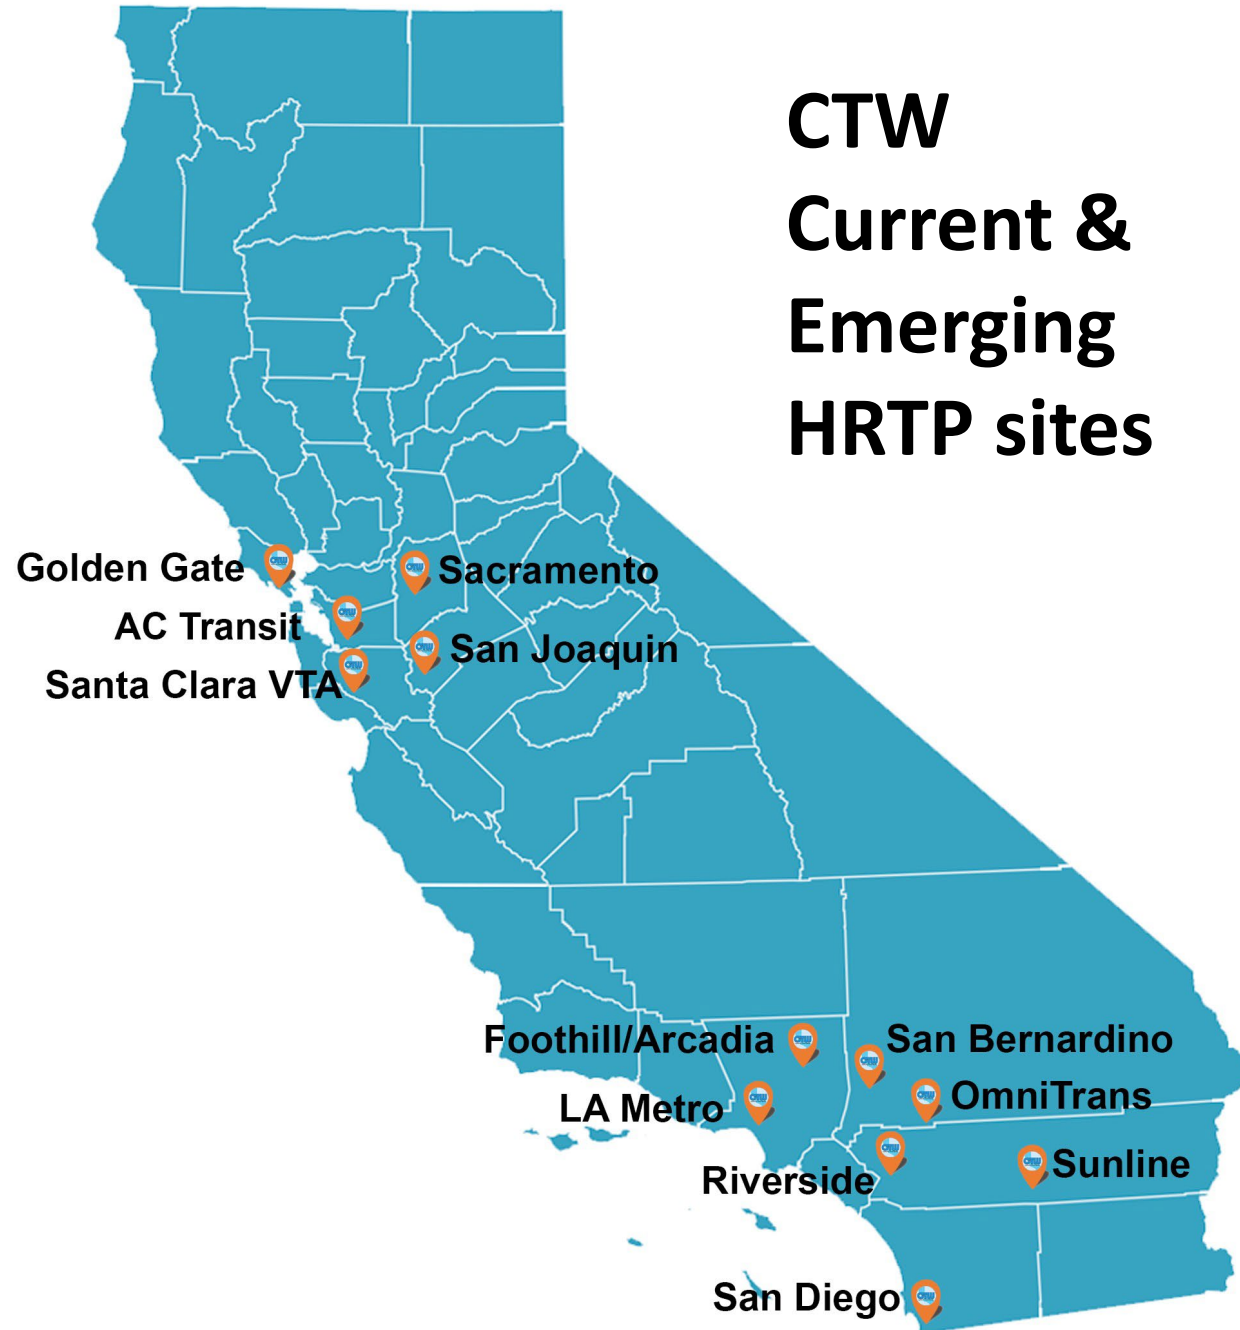 CTW
Current &
Emerging
HRTP sites
Golden Gate
Sacramento
AC Transit
San Joaquin
Santa Clara VTA
Foothill/Arcadia
San Bernardino
LA Metro
OmniTrans
Riverside
Sunline
San Diego